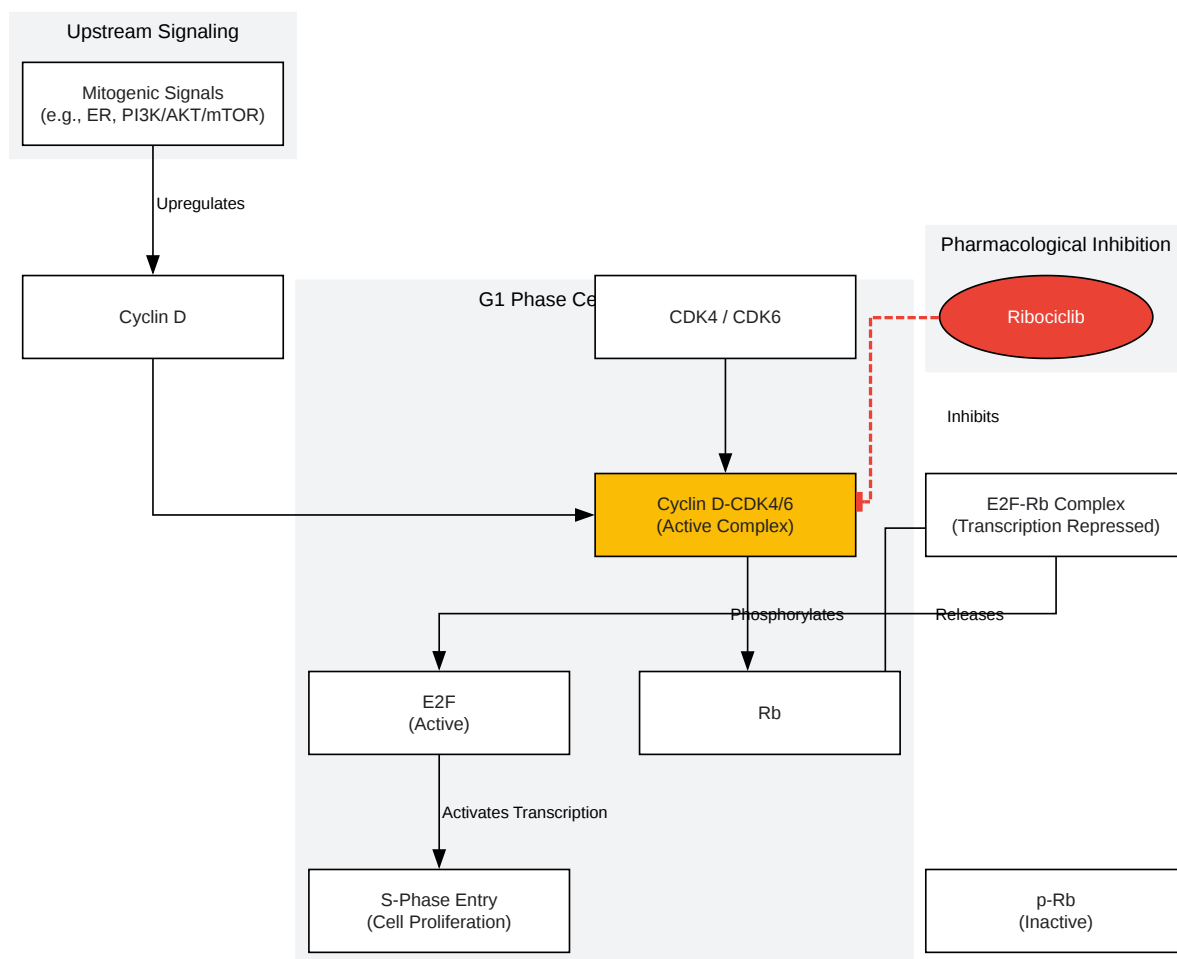 Upstream Signaling
Mitogenic Signals
(e.g., ER, PI3K/AKT/mTOR)
Upregulates
Pharmacological Inhibition
G1 Phase Ce
Cyclin D
CDK4 / CDK6
Ribociclib
Inhibits
Cyclin D-CDK4/6
(Active Complex)
E2F-Rb Complex
(Transcription Repressed)
Phosphorylates
Releases
E2F
(Active)
Rb
Activates Transcription
S-Phase Entry
(Cell Proliferation)
p-Rb
(Inactive)